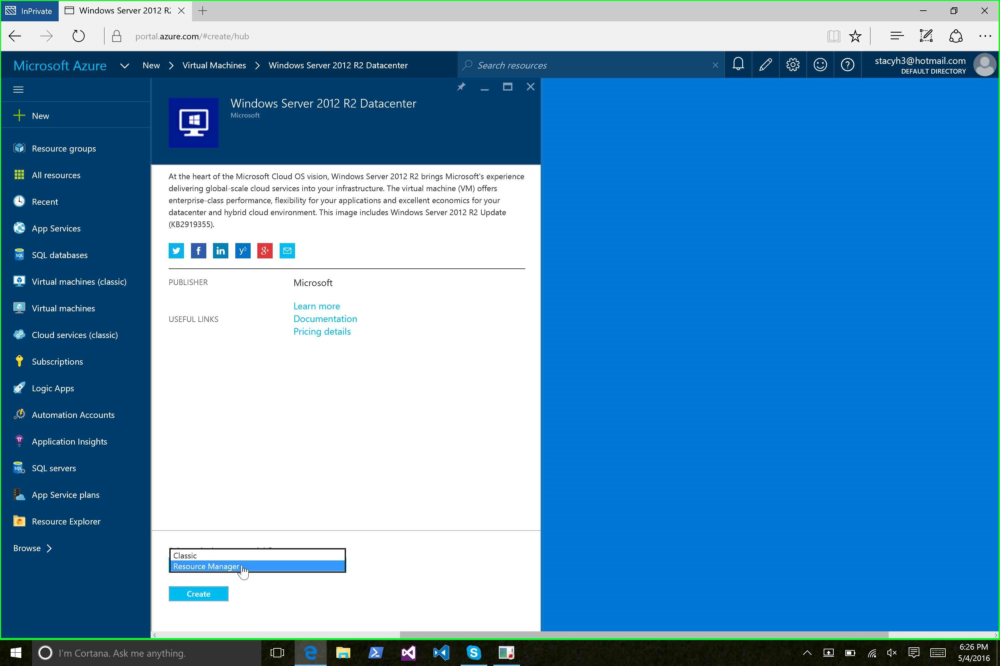 InPrivate
Windows Server 2012 R2
portal.azure.com/#create/hub
Microsoft Azure
New
Virtual Machines
Windows Server 2012 R2 Datacenter
Search resources
stacyh3@hotmail.com
DEFAULT DIRECTORY
New
Resource groups
All resources
Recent
App Services
SQL databases
Virtual machines (classic)
Virtual machines
Cloud services (classic)
Subscriptions
Logic Apps
Automation Accounts
Application Insights
SQL servers
App Service plans
Resource Explorer
Browse
Windows Server 2012 R2 Datacenter
Microsoft
At the heart of the Microsoft Cloud OS vision, Windows Server 2012 R2 brings Microsoft's experience
delivering global-scale cloud services into your infrastructure. The virtual machine (VM) offers
enterprise-class performance, flexibility for your applications and excellent economics for your
datacenter and hybrid cloud environment. This image includes Windows Server 2012 R2 Update
(KB2919355).
PUBLISHER
Microsoft
USEFUL LINKS
Learn more
Documentation
Pricing details
Classic
Resource Manager
Create
I'm Cortana. Ask me anything.
6:26 PM
5/4/2016